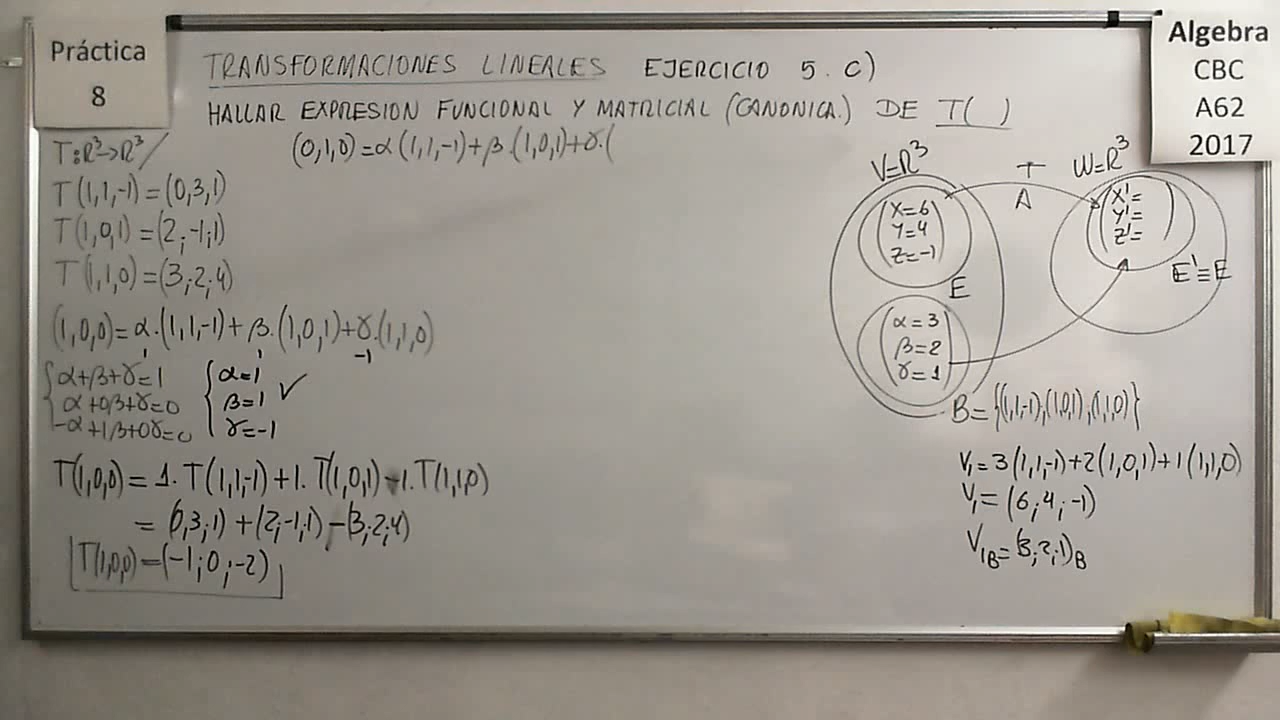 Práctica
8
TRANSFORMACIONES LINEALES EJERCICIO 5. C)
HALLAR EXPRESION FUNCIONAL Y MATRICIAL (CANONICA.) DE T( )
Algebra
CBC
A62
2017
T:R³→R³/
T(1,1,-1)=(0,3,1)
T(1,0,1)=(2;-1;1)
T(1,1,0)=(3;2;4)
(1,0,0)=α.(1,1,-1)+β.(1,0,1)+γ.(1,1,0)
1 1 -1
α+β+γ=1
α+0β+γ=0
-α+1β+0γ=0
α=1
β=1 ✓
γ=-1
T(1,0,0)=1.T(1,1,-1)+1.T(1,0,1)-1.T(1,1,0)
=(0,3,1)+(2;-1;1)-(3;2;4)
T(1,0,0)=(-1;0;-2)
(0,1,0)=α(1,1,-1)+β.(1,0,1)+γ.(
V=R³
T
A
W=R³
X=6
Y=4
Z=-1
E
X'=
Y'=
Z'=
E'≡E
α=3
β=2
γ=1
B={(1,1,-1),(1,0,1),(1,1,0)}
V₁=3(1,1,-1)+2(1,0,1)+1(1,1,0)
V₁=(6;4;-1)
V₁B=(3;2;1)B